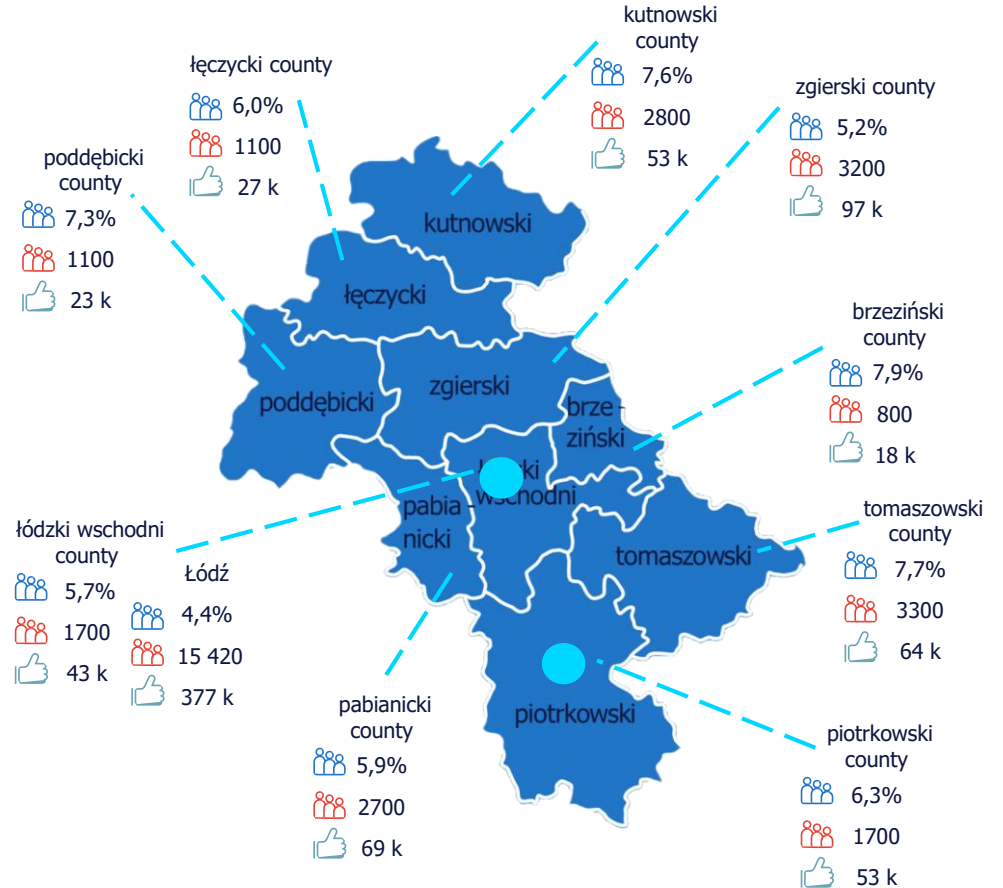 kutnowski
county
7,6%
2800
53 k
łęczycki county
6,0%
1100
27 k
zgierski county
5,2%
3200
97 k
poddębicki
county
7,3%
1100
23 k
brzeziński
county
7,9%
800
18 k
kutnowski
łęczycki
zgierski
poddębicki
brze -
ziński
wschodni
pabia -
nicki
tomaszowski
piotrkowski
łódzki wschodni
county
5,7%
1700
43 k
Łódź
4,4%
15 420
377 k
tomaszowski
county
7,7%
3300
64 k
pabianicki
county
5,9%
2700
69 k
piotrkowski
county
6,3%
1700
53 k